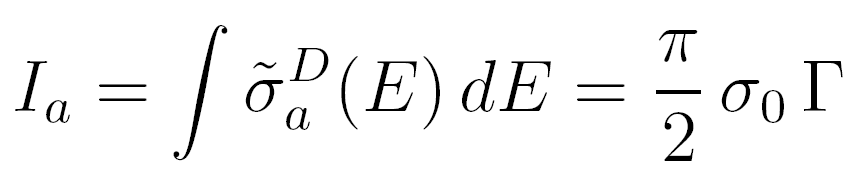 I_a = \int \tilde{\sigma}_a^D(E)\, dE = \frac{\pi}{2}\, \sigma_0\, \Gamma